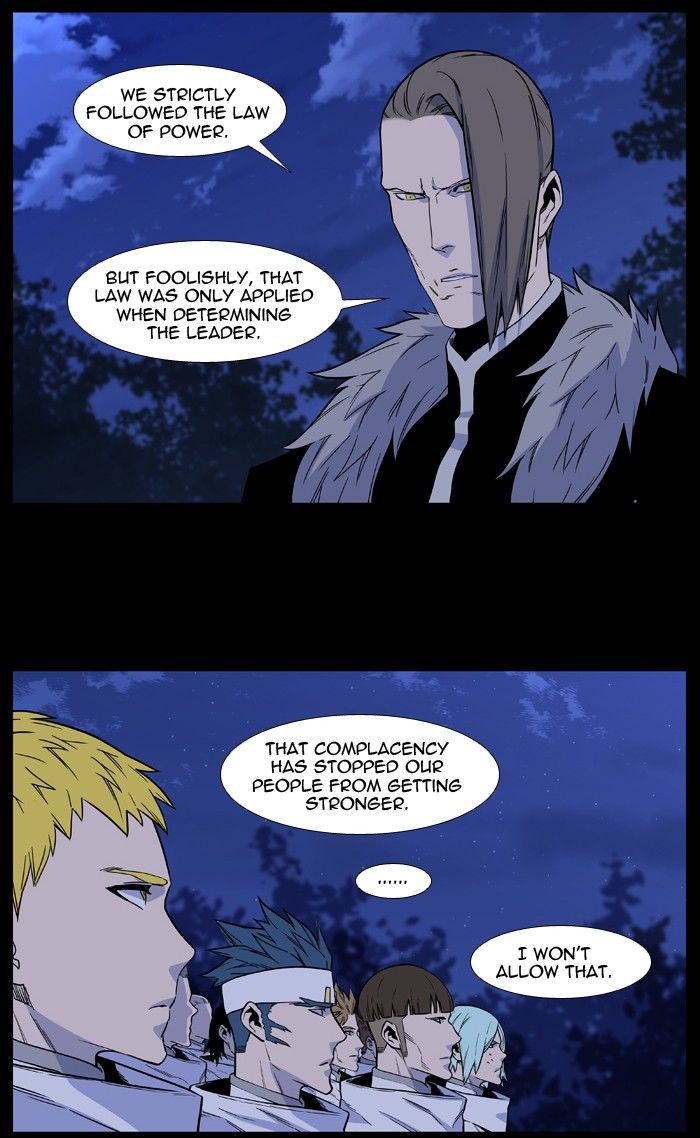 WE STRICTLY
FOLLOWED THE LAW
OF POWER.
BUT FOOLISHLY, THAT
LAW WAS ONLY APPLIED
WHEN DETERMINING
THE LEADER.
THAT COMPLACENCY
HAS STOPPED OUR
PEOPLE FROM GETTING
STRONGER.
......
I WON'T
ALLOW THAT.